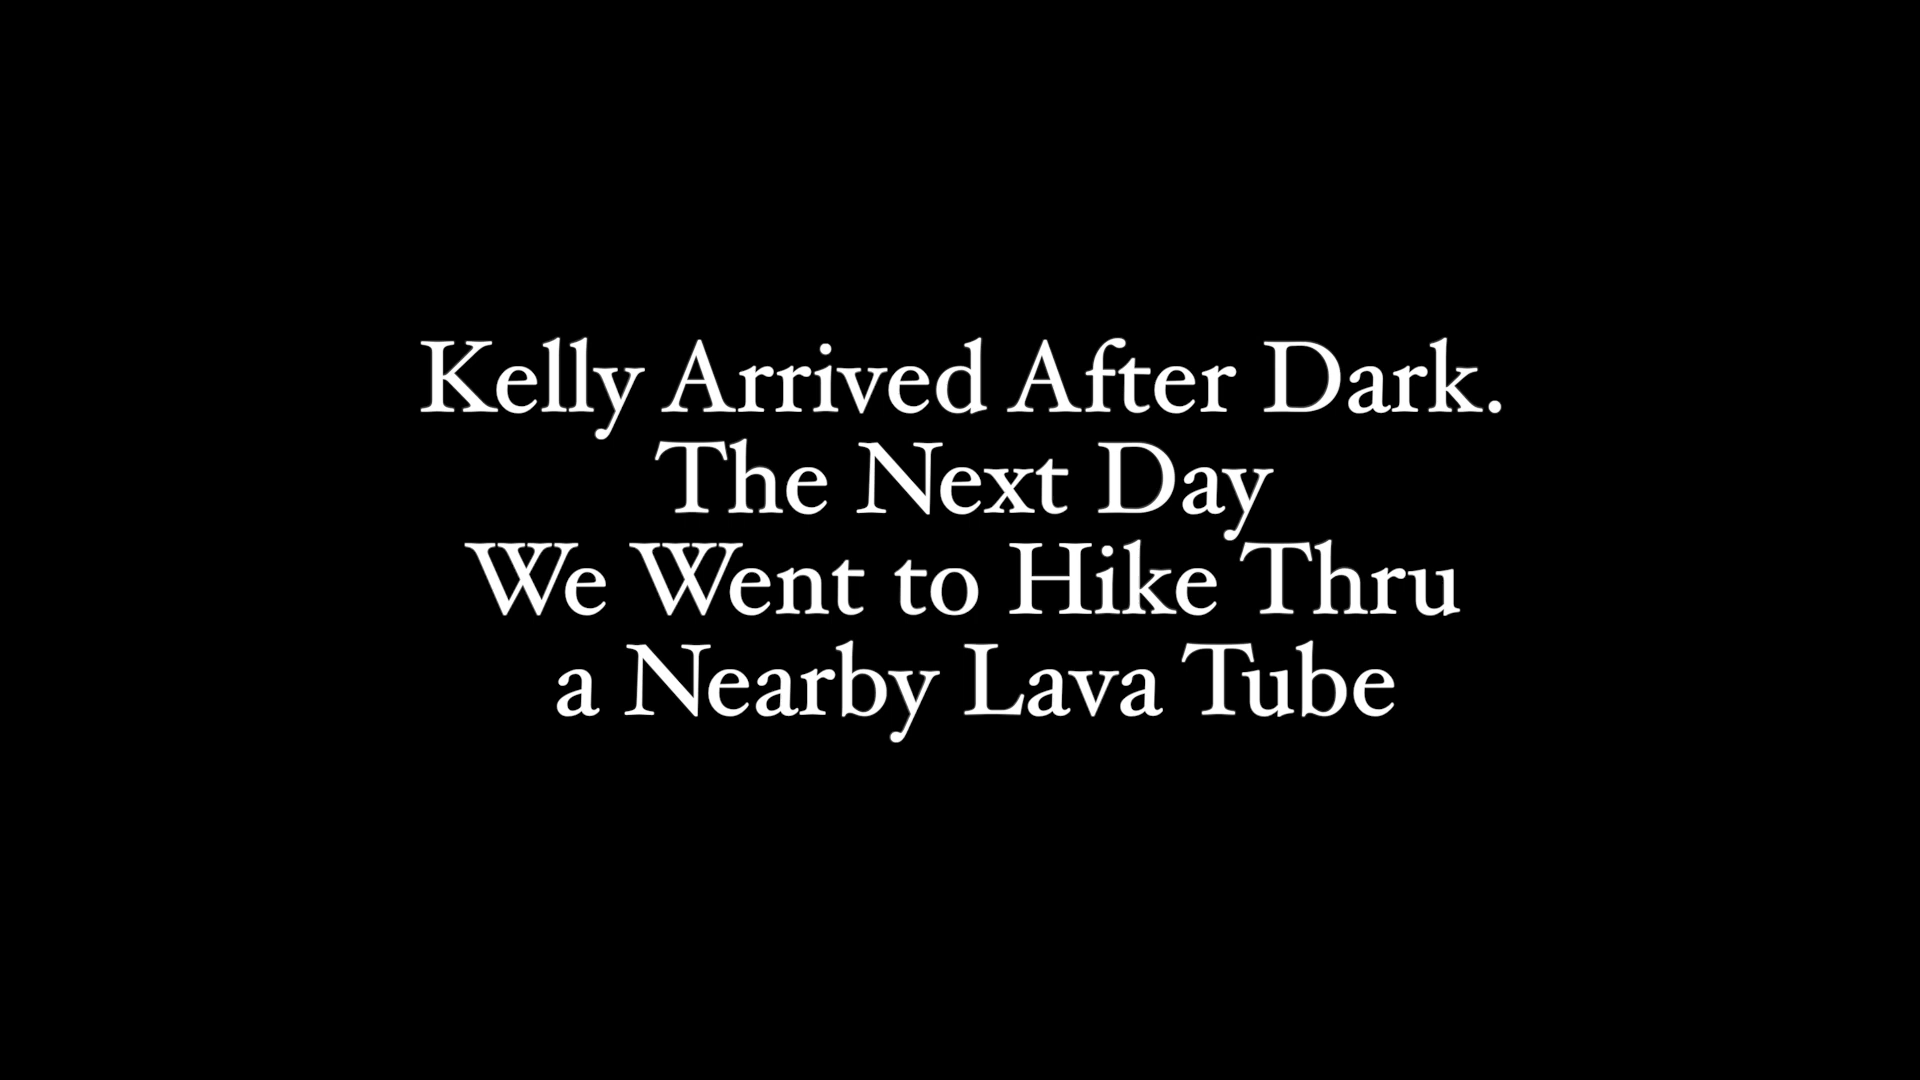 Kelly Arrived After Dark.
The Next Day
We Went to Hike Thru
a Nearby Lava Tube